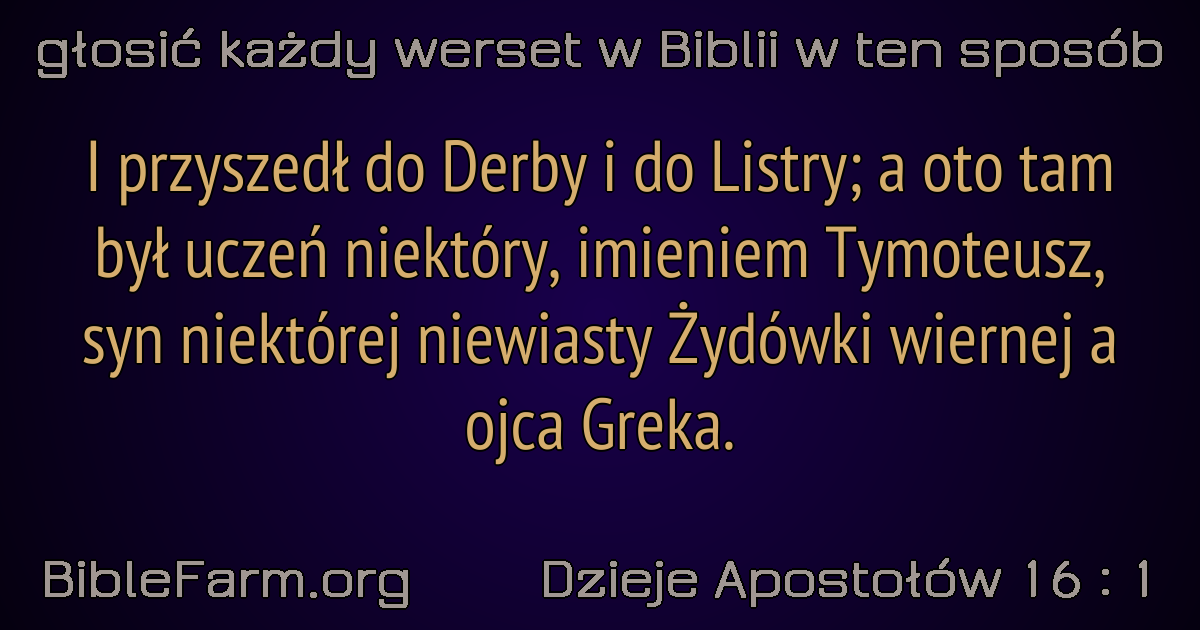 głosić każdy werset w Biblii w ten sposób
I przyszedł do Derby i do Listry; a oto tam
był uczeń niektóry, imieniem Tymoteusz,
syn niektórej niewiasty Żydówki wiernej a
ojca Greka.
BibleFarm.org
Dzieje Apostołów 16 : 1